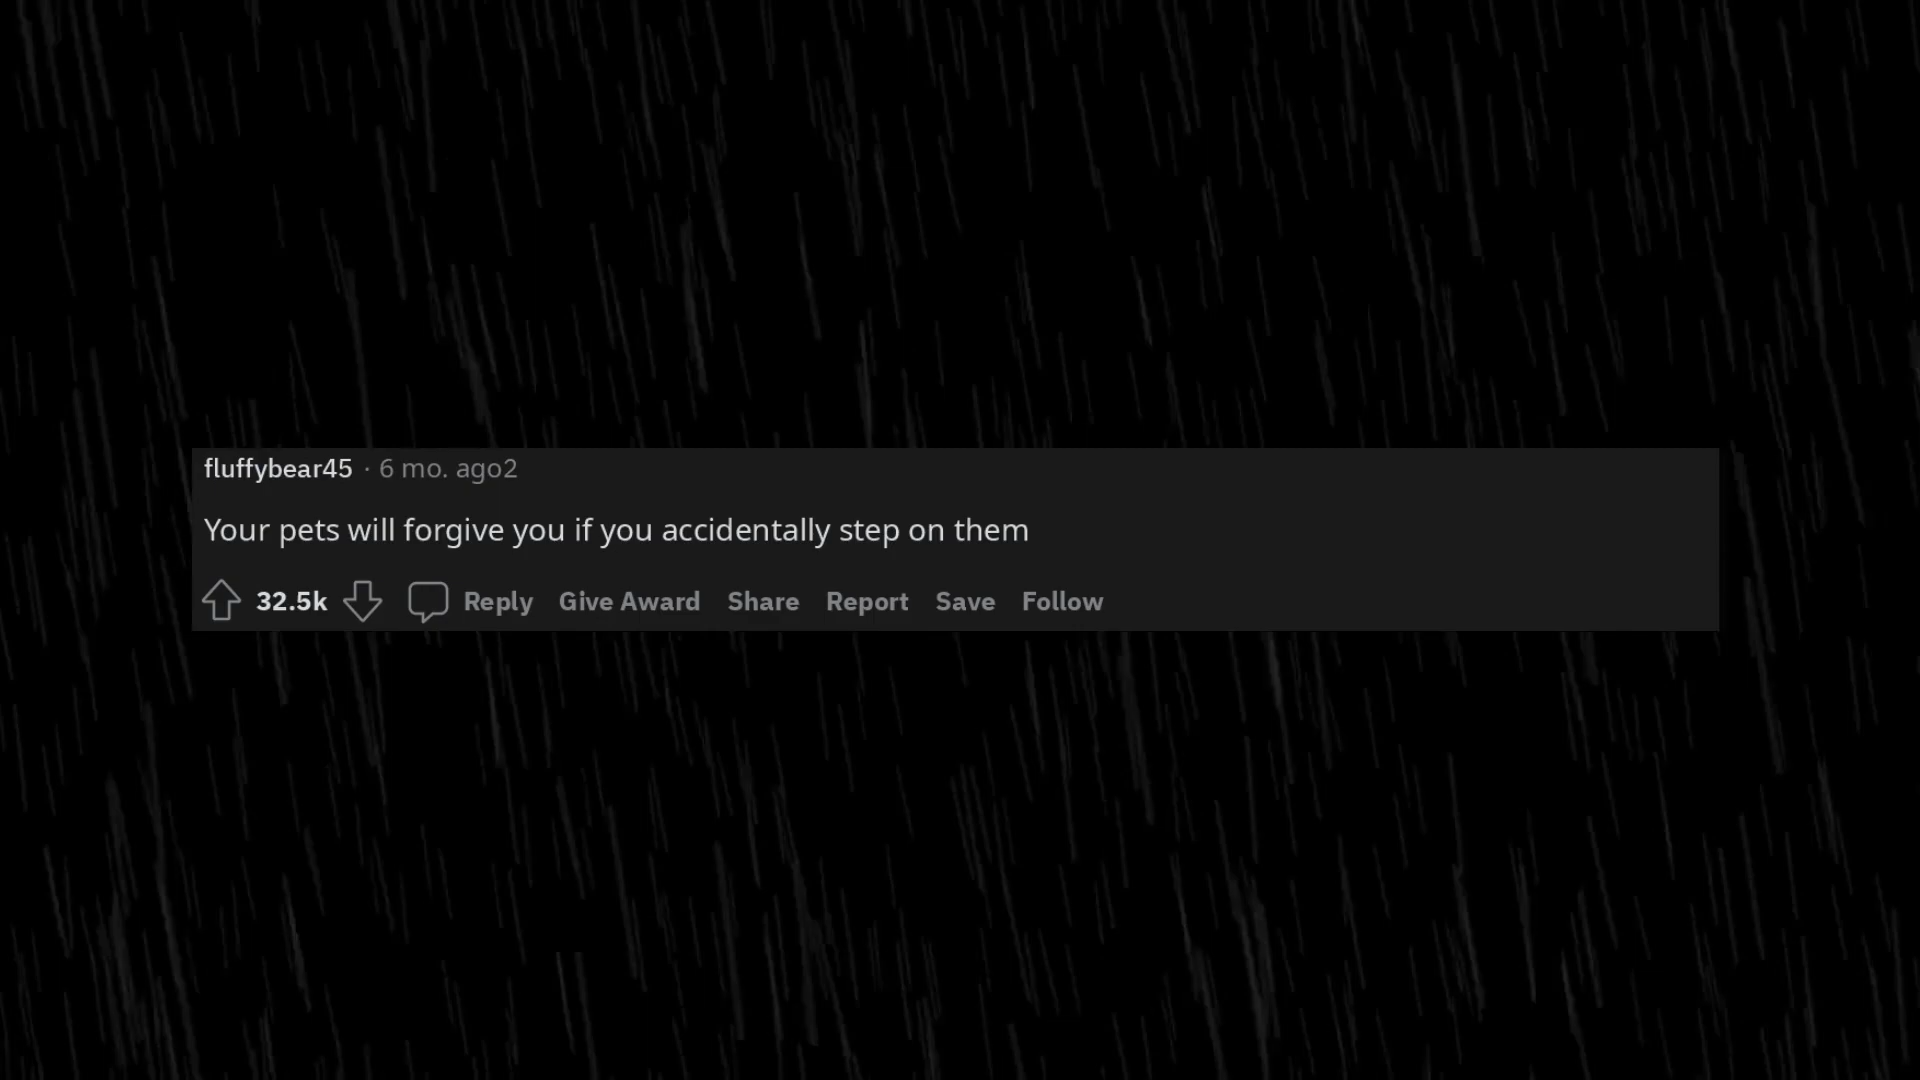 fluffybear45 · 6 mo. ago2
Your pets will forgive you if you accidentally step on them
32.5k Reply Give Award Share Report Save Follow